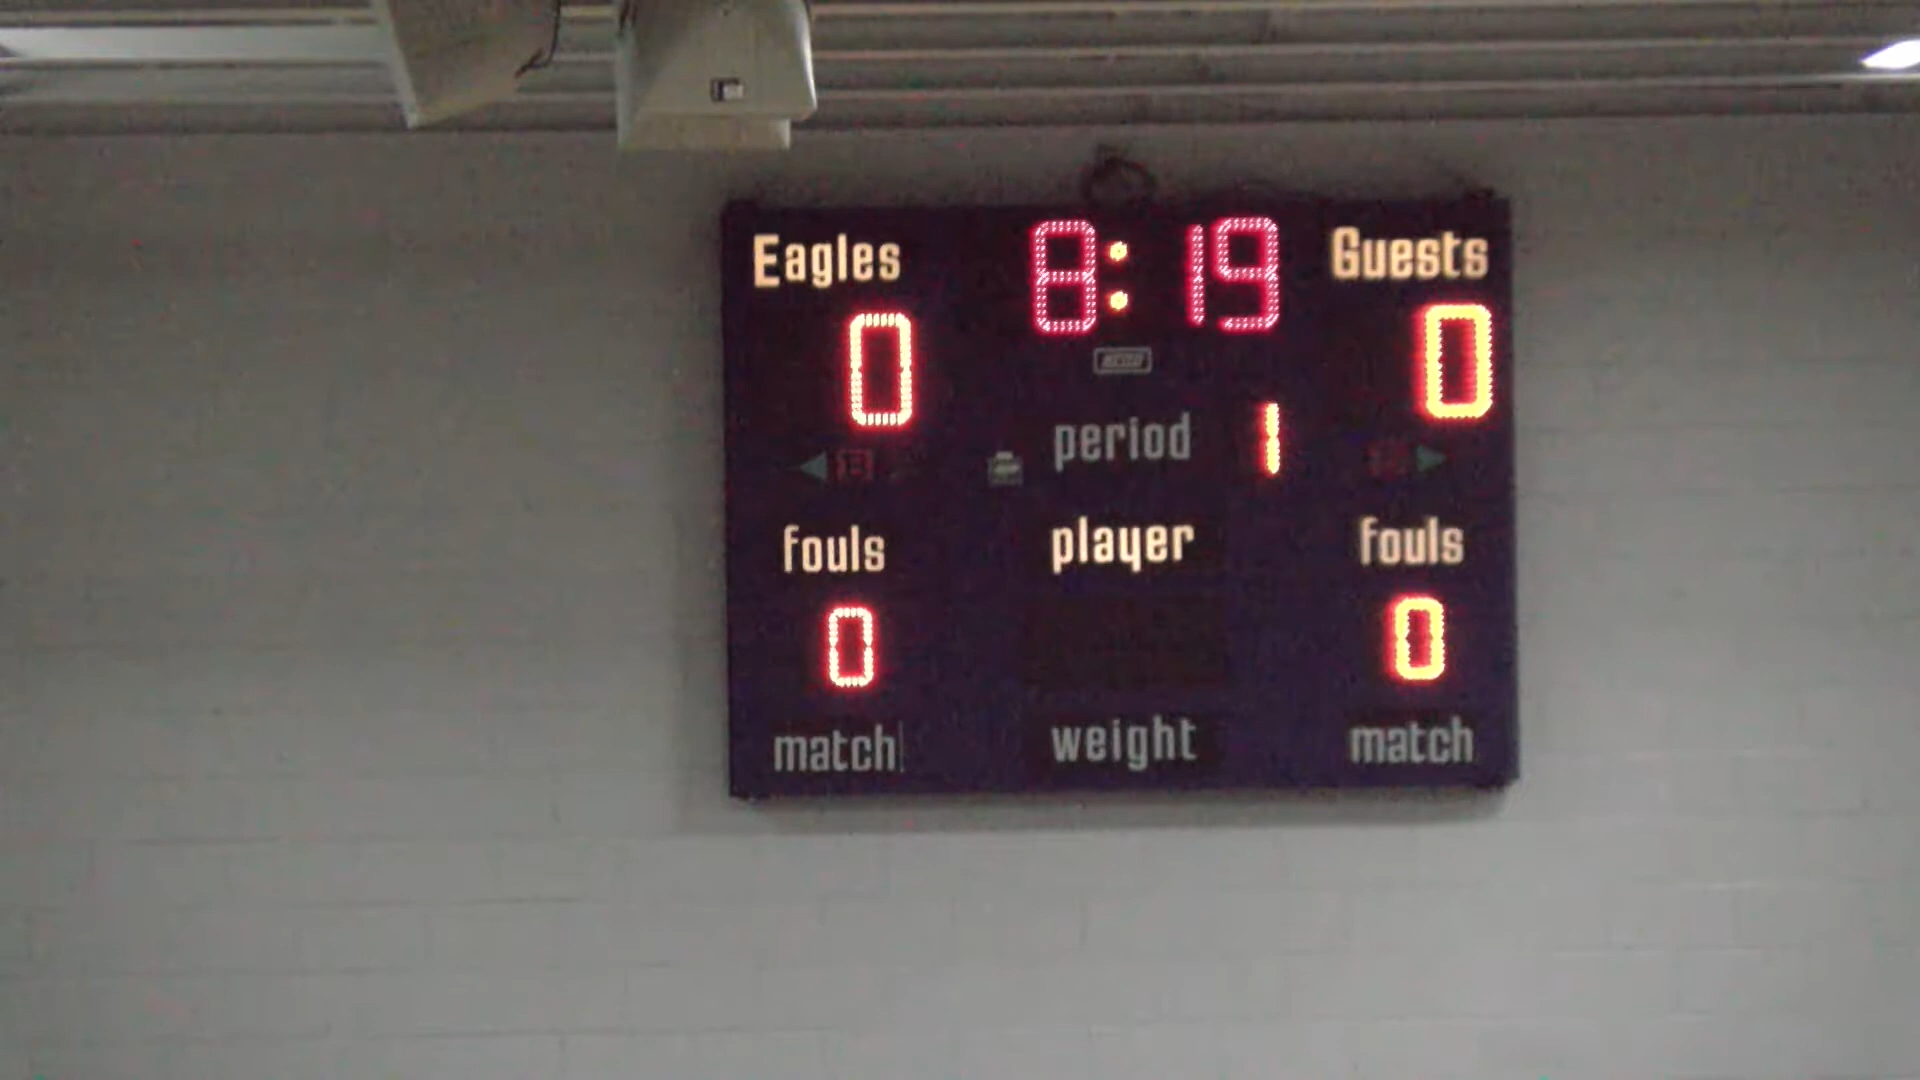 Eagles 8:19 Guests
0 0
period 1
fouls player fouls
0 0
match weight match